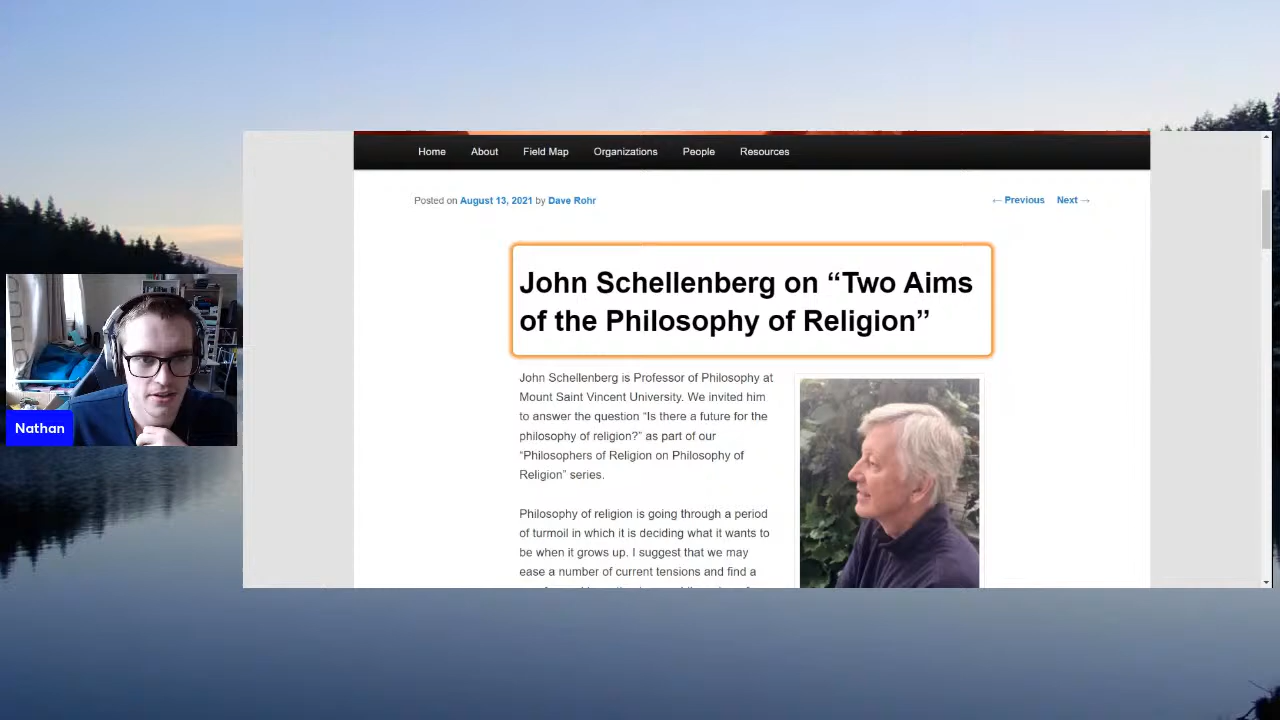 Home About Field Map Organizations People Resources
Posted on August 13, 2021 by Dave Rohr
← Previous Next →
John Schellenberg on “Two Aims
of the Philosophy of Religion”
John Schellenberg is Professor of Philosophy at
Mount Saint Vincent University. We invited him
to answer the question “Is there a future for the
philosophy of religion?” as part of our
“Philosophers of Religion on Philosophy of
Religion” series.
Philosophy of religion is going through a period
of turmoil in which it is deciding what it wants to
be when it grows up. I suggest that we may
ease a number of current tensions and find a
Nathan